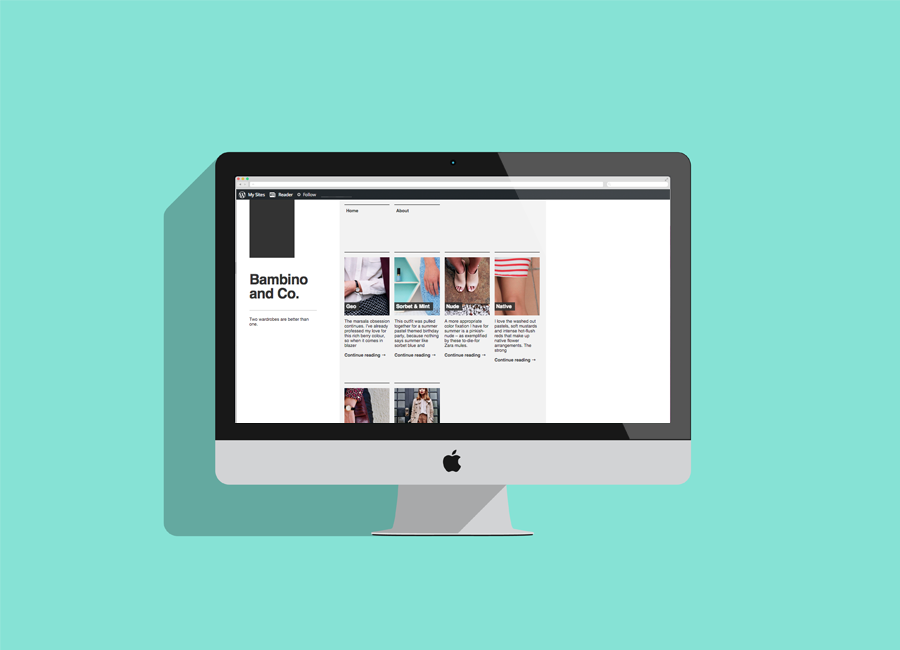 My Sites
Reader
Follow
Home
About
Bambino
and Co.
Two wardrobes are better than
one.
Geo
The marsala obsession
continues. I've already
professed my love for
this rich berry colour,
so when it comes in
blazer
Continue reading →
Sorbet & Mint
This outfit was pulled
together for a summer
pastel themed birthday
party, because nothing
says summer like
sorbet blue and
Continue reading →
Nude
A more appropriate
color fixation I have for
summer is a pinkish-
nude – as exemplified
by these to-die-for
Zara mules.
Continue reading →
Native
I love the washed out
pastels, soft mustards
and intense hot-blush
reds that make up
native flower
arrangements. The
strong
Continue reading →